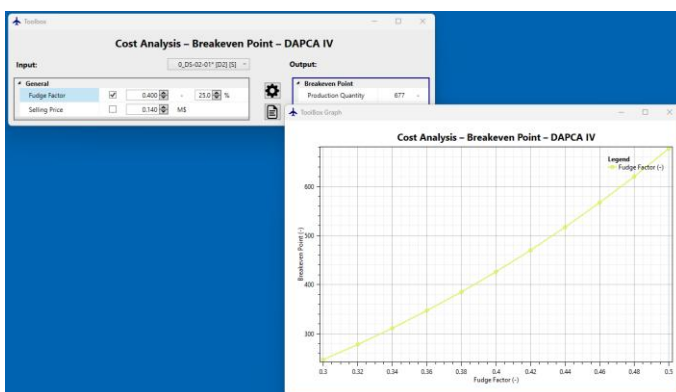 Toolbox
Cost Analysis – Breakeven Point – DAPCA IV
Input:
0_DS-02-01* [D2] [S]
Output:
General
Fudge Factor
0.400
-
25.0
%
Selling Price
0.140
M$
Breakeven Point
Production Quantity
677
-
ToolBox Graph
Cost Analysis – Breakeven Point – DAPCA IV
Legend
Fudge Factor (-)
Breakeven Point (-)
600
500
400
300
0.3 0.32 0.34 0.36 0.38 0.4 0.42 0.44 0.46 0.48 0.5
Fudge Factor (-)